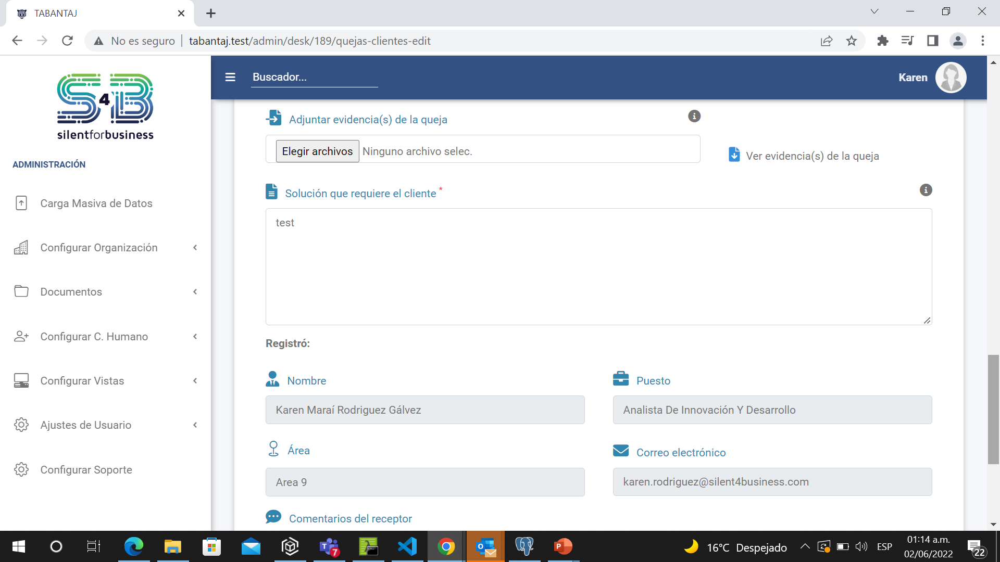 TABANTAJ
No es seguro
tabantaj.test/admin/desk/189/quejas-clientes-edit
S4B
silentforbusiness
Buscador...
Karen
ADMINISTRACIÓN
Carga Masiva de Datos
Configurar Organización
Documentos
Configurar C. Humano
Configurar Vistas
Ajustes de Usuario
Configurar Soporte
Adjuntar evidencia(s) de la queja
Elegir archivos Ninguno archivo selec.
Ver evidencia(s) de la queja
Solución que requiere el cliente *
test
Registró:
Nombre
Puesto
Karen Maraí Rodriguez Gálvez
Analista De Innovación Y Desarrollo
Área
Correo electrónico
Area 9
karen.rodriguez@silent4business.com
Comentarios del receptor
7
16°C Despejado
ESP
01:14 a.m.
02/06/2022
22